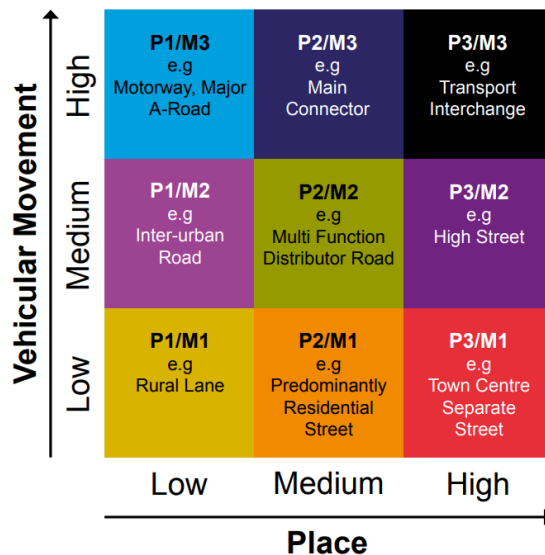 Vehicular Movement
High
P1/M3
e.g
Motorway, Major
A-Road
P2/M3
e.g
Main
Connector
P3/M3
e.g
Transport
Interchange
Medium
P1/M2
e.g
Inter-urban
Road
P2/M2
e.g
Multi Function
Distributor Road
P3/M2
e.g
High Street
Low
P1/M1
e.g
Rural Lane
P2/M1
e.g
Predominantly
Residential
Street
P3/M1
e.g
Town Centre
Separate
Street
Low
Medium
High
Place